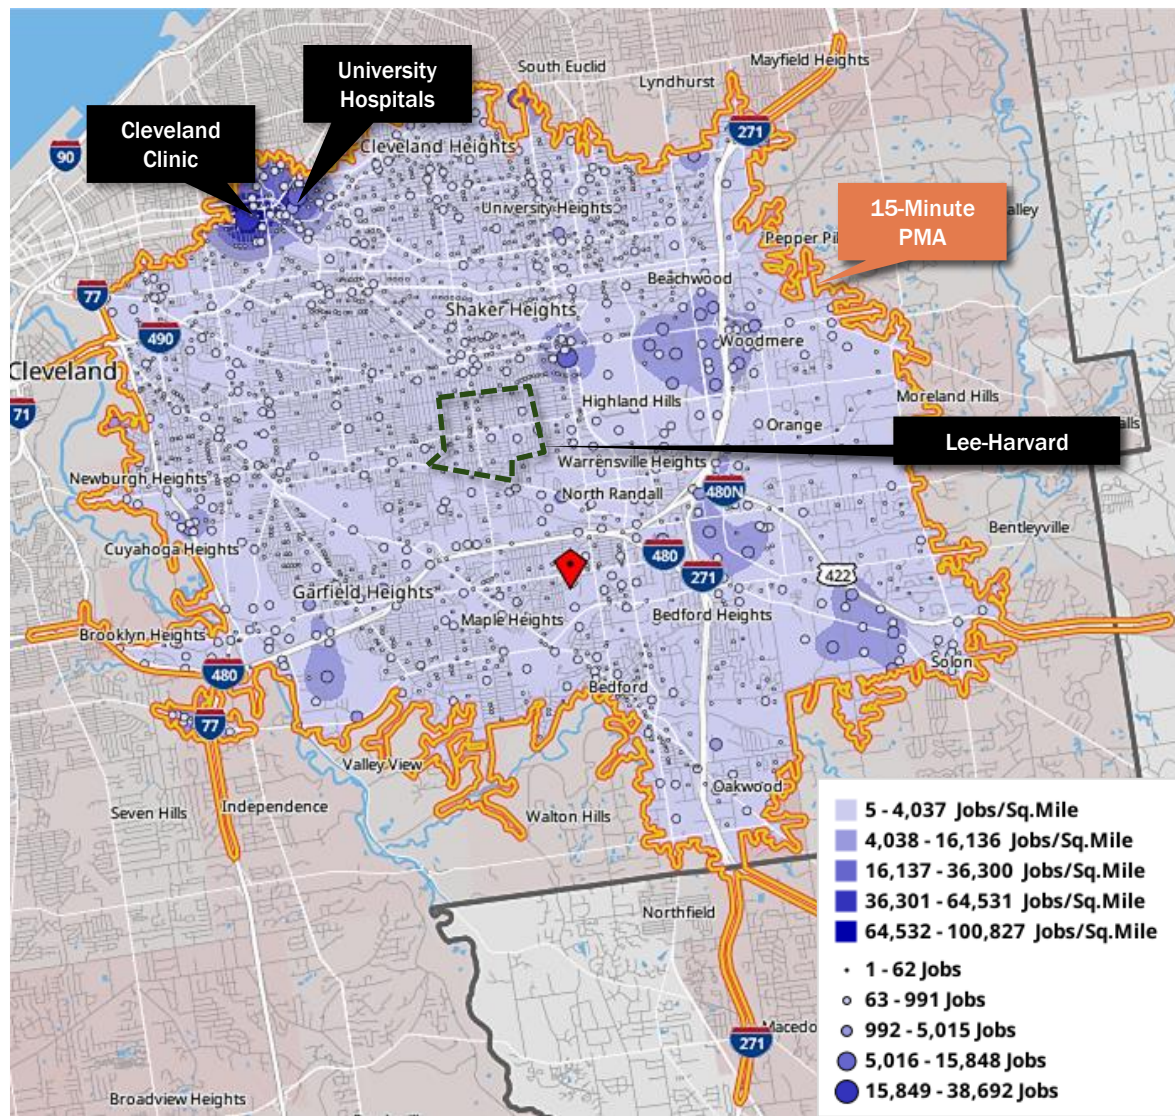 South Euclid
Mayfield Heights
Lyndhurst
University
Hospitals
Cleveland
Clinic
90
271
Cleveland Heights
University Heights
15-Minute
PMA
Pepper
Beachwood
77
Shaker Heights
490
Woodmere
Cleveland
71
Highland Hills
Moreland Hills
Orange
Lee-Harvard
Warrensville Heights
Newburgh Heights
North Randall
480N
Bentleyville
Cuyahoga Heights
480
271
422
Garfield Heights
Maple Heights
Bedford Heights
Brooklyn Heights
480
Solon
Bedford
77
Valley View
Oakwood
Seven Hills
Independence
Walton Hills
Northfield
271
Broadview Heights
5 - 4,037 Jobs/Sq.Mile
4,038 - 16,136 Jobs/Sq.Mile
16,137 - 36,300 Jobs/Sq.Mile
36,301 - 64,531 Jobs/Sq.Mile
64,532 - 100,827 Jobs/Sq.Mile
1 - 62 Jobs
63 - 991 Jobs
992 - 5,015 Jobs
5,016 - 15,848 Jobs
15,849 - 38,692 Jobs